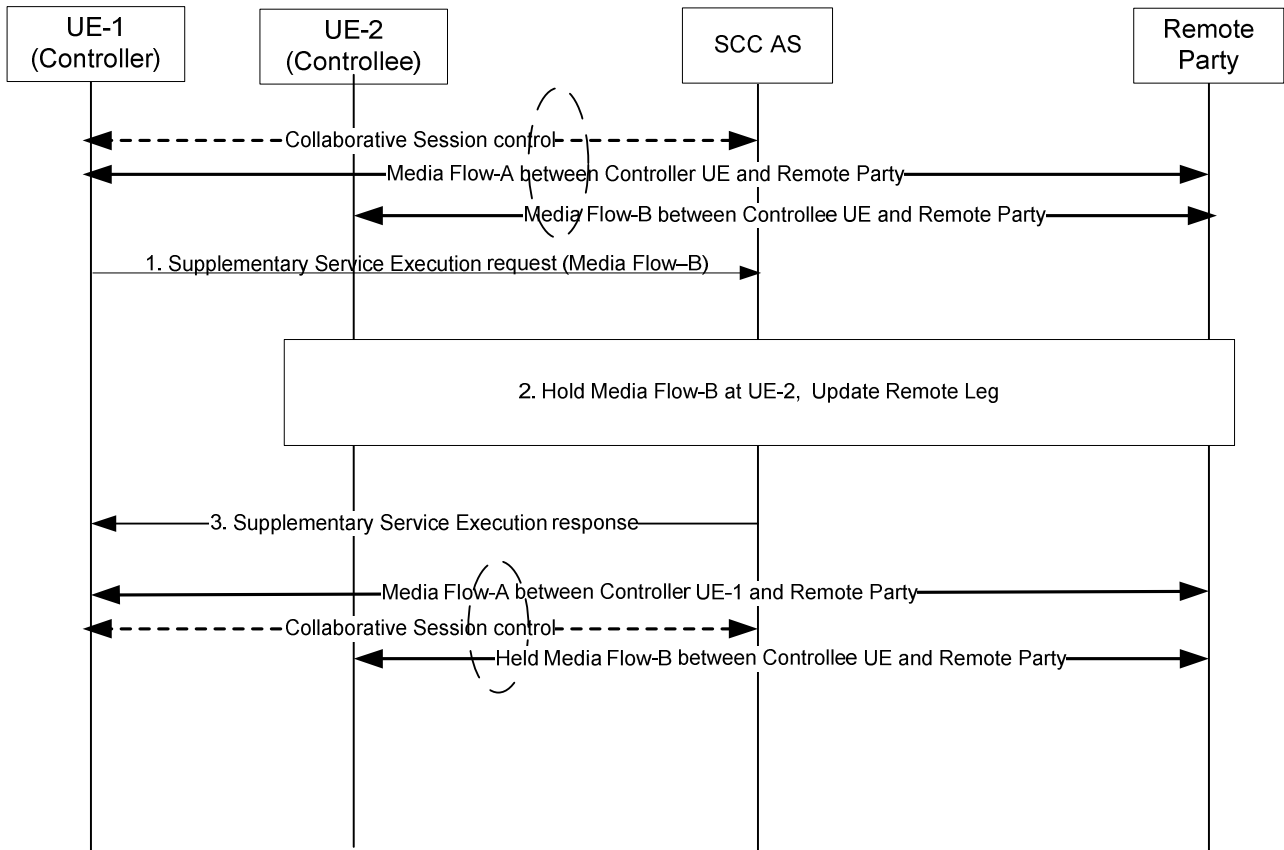 UE-1
(Controller)
UE-2
(Controllee)
SCC AS
Remote
Party
Collaborative Session control
Media Flow-A between Controller UE and Remote Party
Media Flow-B between Controllee UE and Remote Party
1. Supplementary Service Execution request (Media Flow–B)
2. Hold Media Flow-B at UE-2, Update Remote Leg
3. Supplementary Service Execution response
Media Flow-A between Controller UE-1 and Remote Party
Collaborative Session control
Held Media Flow-B between Controllee UE and Remote Party